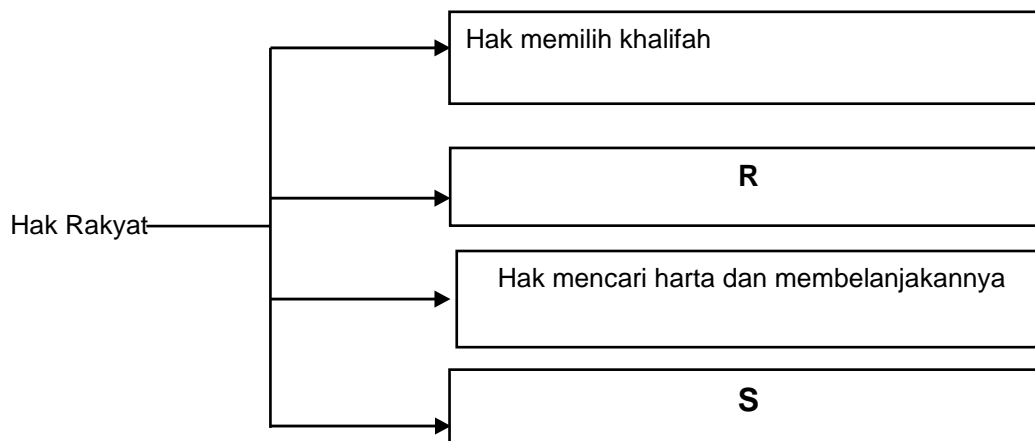 Hak memilih khalifah
R
Hak Rakyat
Hak mencari harta dan membelanjakannya
S